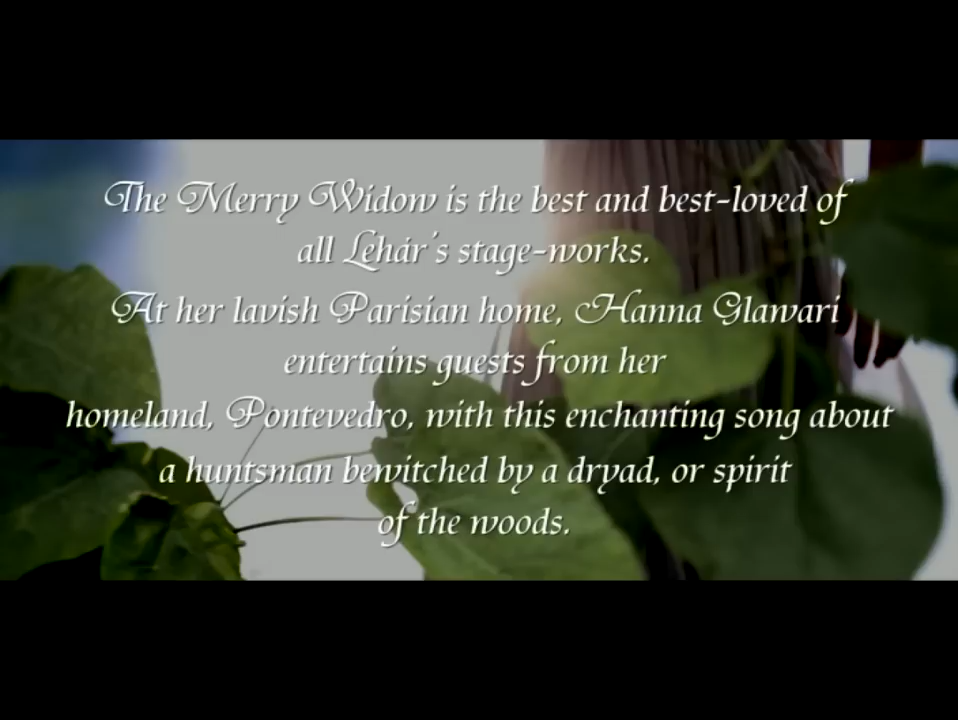 The Merry Widow is the best and best-loved of
all Lehár's stage-works.
At her lavish Parisian home, Hanna Glawari
entertains guests from her
homeland, Pontevedro, with this enchanting song about
a huntsman bewitched by a dryad, or spirit
of the woods.